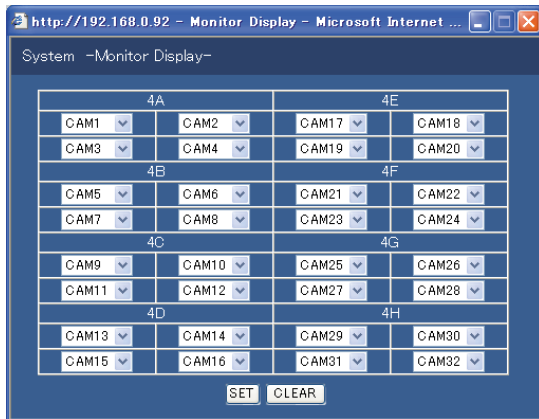 http://192.168.0.92 - Monitor Display - Microsoft Internet ...
System -Monitor Display-
4A 4E
CAM1 CAM2 CAM17 CAM18
CAM3 CAM4 CAM19 CAM20
4B 4F
CAM5 CAM6 CAM21 CAM22
CAM7 CAM8 CAM23 CAM24
4C 4G
CAM9 CAM10 CAM25 CAM26
CAM11 CAM12 CAM27 CAM28
4D 4H
CAM13 CAM14 CAM29 CAM30
CAM15 CAM16 CAM31 CAM32
SET CLEAR